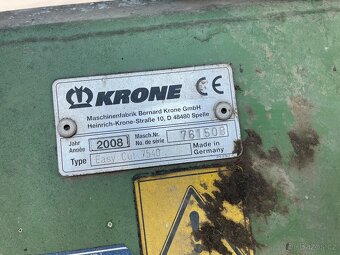 KRONE CE
Maschinenfabrik Bernard Krone GmbH
Heinrich-Krone-Straße 10, D 48480 Spelle
Jahr Année 2008 Masch.Nr. No. de série 761508
Type Easy Cut 7540 Made in Germany